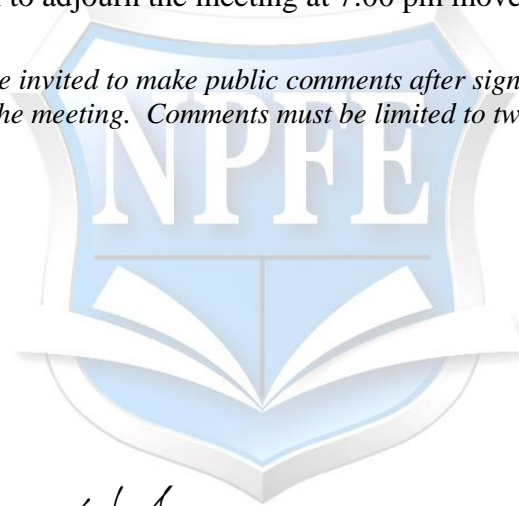 to adjourn the meeting at 7:00 pm move
e invited to make public comments after sign
he meeting.  Comments must be limited to tw
NPFE